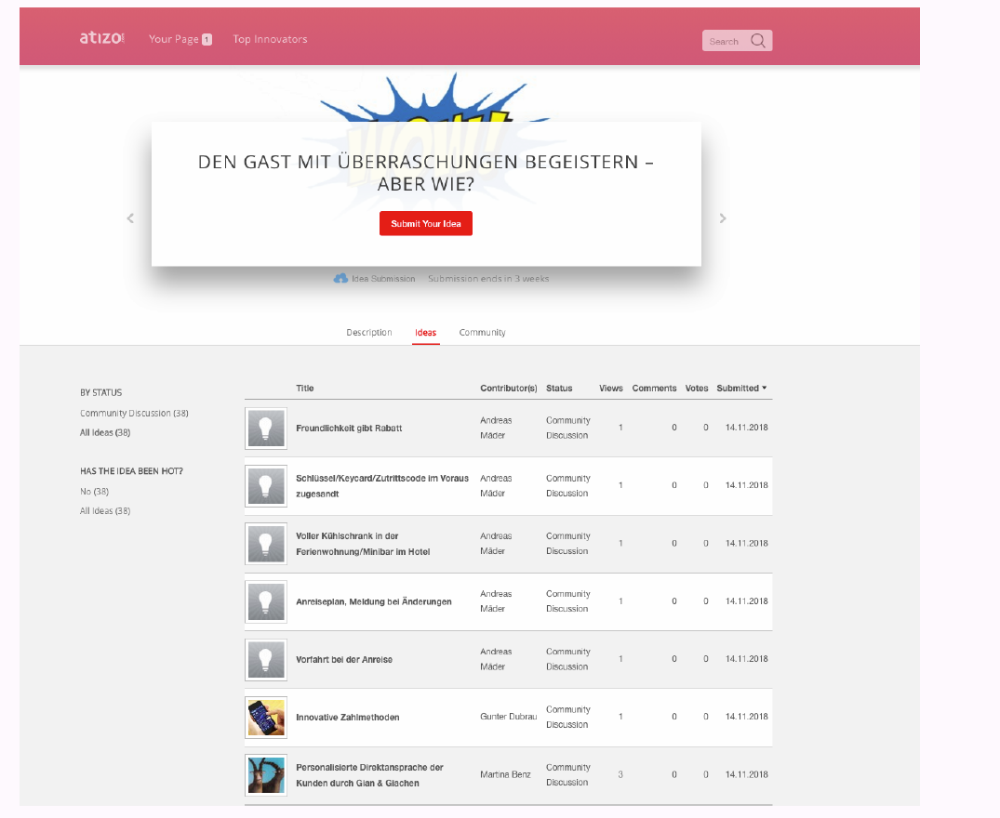 atizo
Your Page 1
Top Innovators
Search
WOW!
DEN GAST MIT ÜBERRASCHUNGEN BEGEISTERN –
ABER WIE?
Submit Your Idea
Idea Submission Submission ends in 3 weeks
Description Ideas Community
BY STATUS
Community Discussion (38)
All Ideas (38)
HAS THE IDEA BEEN HOT?
No (38)
All Ideas (38)
Title Contributor(s) Status Views Comments Votes Submitted
Freundlichkeit gibt Rabatt Andreas Mäder Community Discussion 1 0 0 14.11.2018
Schlüssel/Keycard/Zutrittscode im Voraus zugesandt Andreas Mäder Community Discussion 1 0 0 14.11.2018
Voller Kühlschrank in der Ferienwohnung/Minibar im Hotel Andreas Mäder Community Discussion 1 0 0 14.11.2018
Anreiseplan, Meldung bei Änderungen Andreas Mäder Community Discussion 1 0 0 14.11.2018
Vorfahrt bei der Anreise Andreas Mäder Community Discussion 1 0 0 14.11.2018
Innovative Zahlmethoden Gunter Dubrau Community Discussion 1 0 0 14.11.2018
Personalisierte Direktansprache der Kunden durch Gian & Giachen Martina Benz Community Discussion 3 0 0 14.11.2018